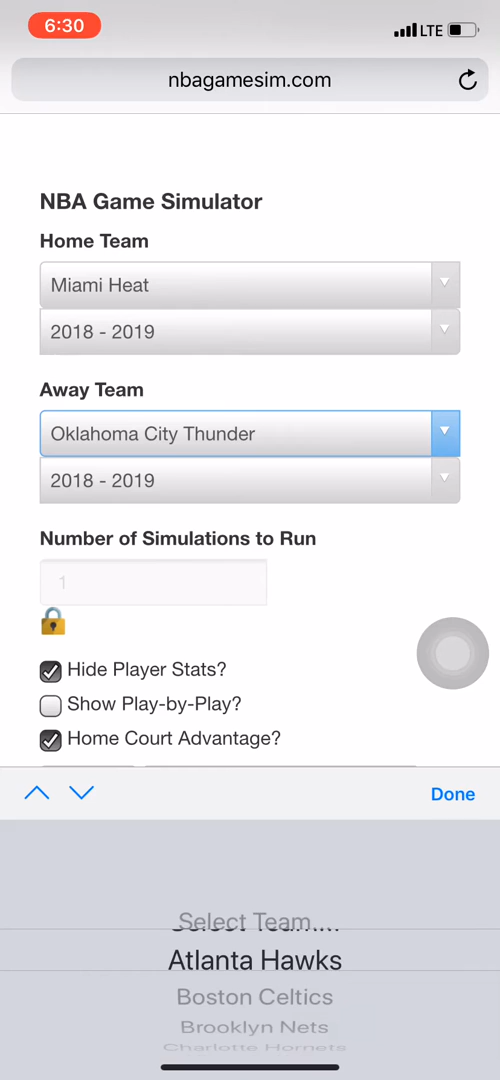 6:30
LTE
nbagamesim.com
NBA Game Simulator
Home Team
Miami Heat
2018 - 2019
Away Team
Oklahoma City Thunder
2018 - 2019
Number of Simulations to Run
1
Hide Player Stats?
Show Play-by-Play?
Home Court Advantage?
Done
Select Team....
Atlanta Hawks
Boston Celtics
Brooklyn Nets
Charlotte Hornets